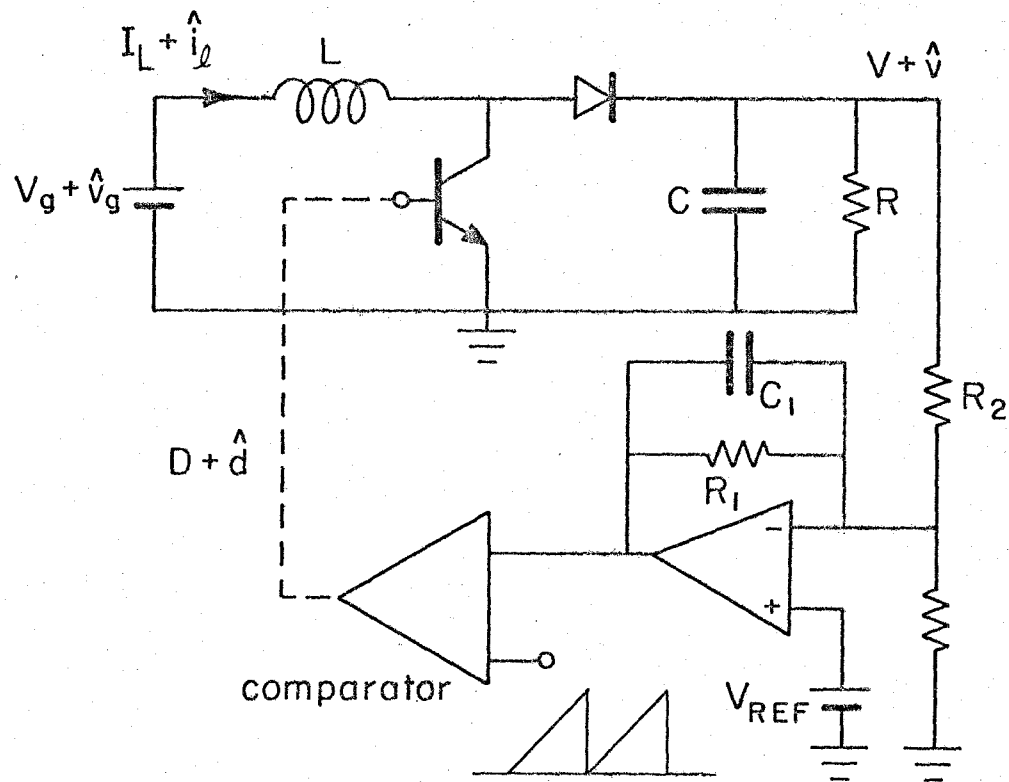 I_L + î_ℓ
L
V + v̂
V_g + v̂_g
C
R
C_1
R_2
D + d̂
R_1
−
+
comparator
V_REF